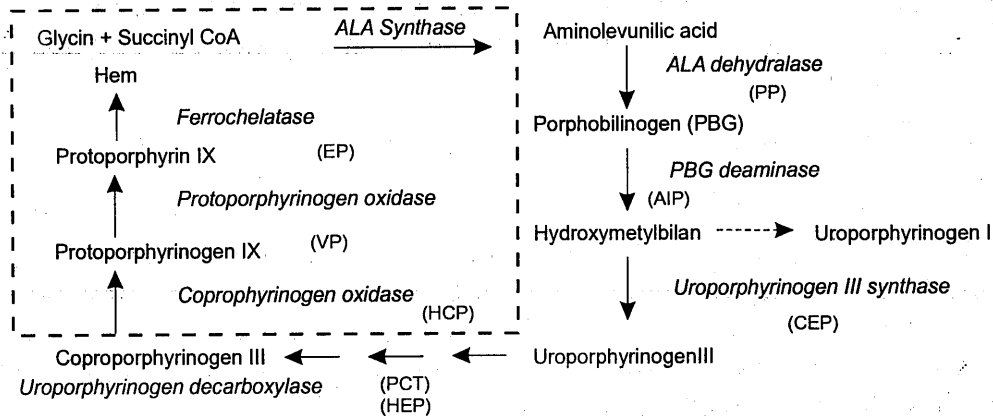 Glycin + Succinyl CoA
ALA Synthase
Aminolevunilic acid
Hem
ALA dehydralase
(PP)
Ferrochelatase
Porphobilinogen (PBG)
Protoporphyrin IX
(EP)
PBG deaminase
(AIP)
Protoporphyrinogen oxidase
Hydroxymetylbilan
Uroporphyrinogen I
Protoporphyrinogen IX
(VP)
Coprophyrinogen oxidase
(HCP)
Uroporphyrinogen III synthase
(CEP)
Coproporphyrinogen III
UroporphyrinogenIII
Uroporphyrinogen decarboxylase
(PCT)
(HEP)